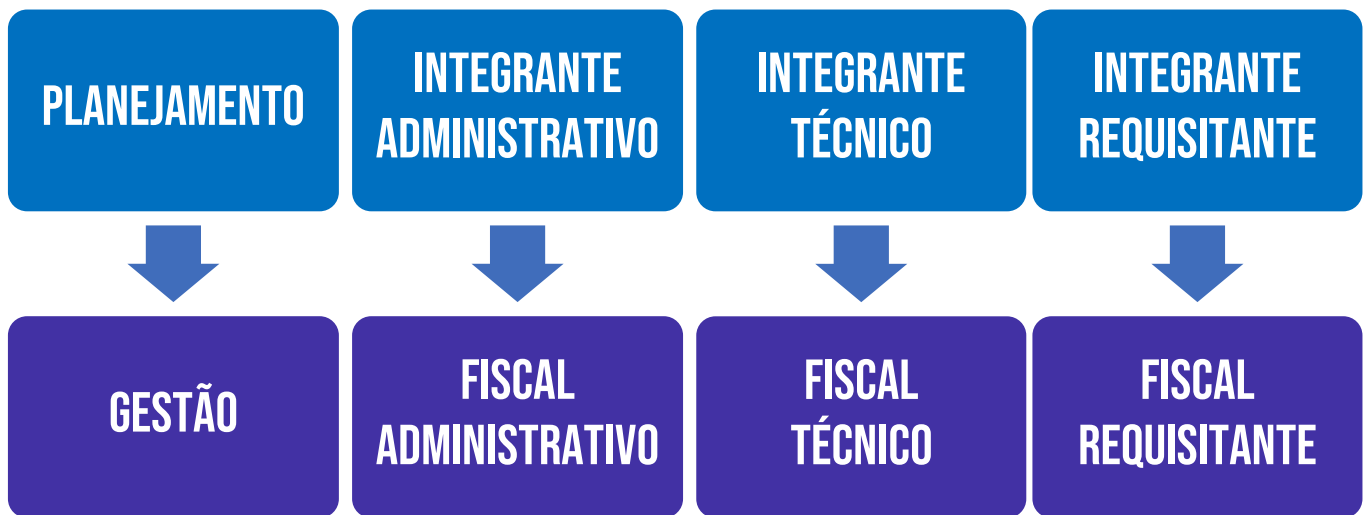 PLANEJAMENTO
INTEGRANTE
ADMINISTRATIVO
INTEGRANTE
TÉCNICO
INTEGRANTE
REQUISITANTE
GESTÃO
FISCAL
ADMINISTRATIVO
FISCAL
TÉCNICO
FISCAL
REQUISITANTE